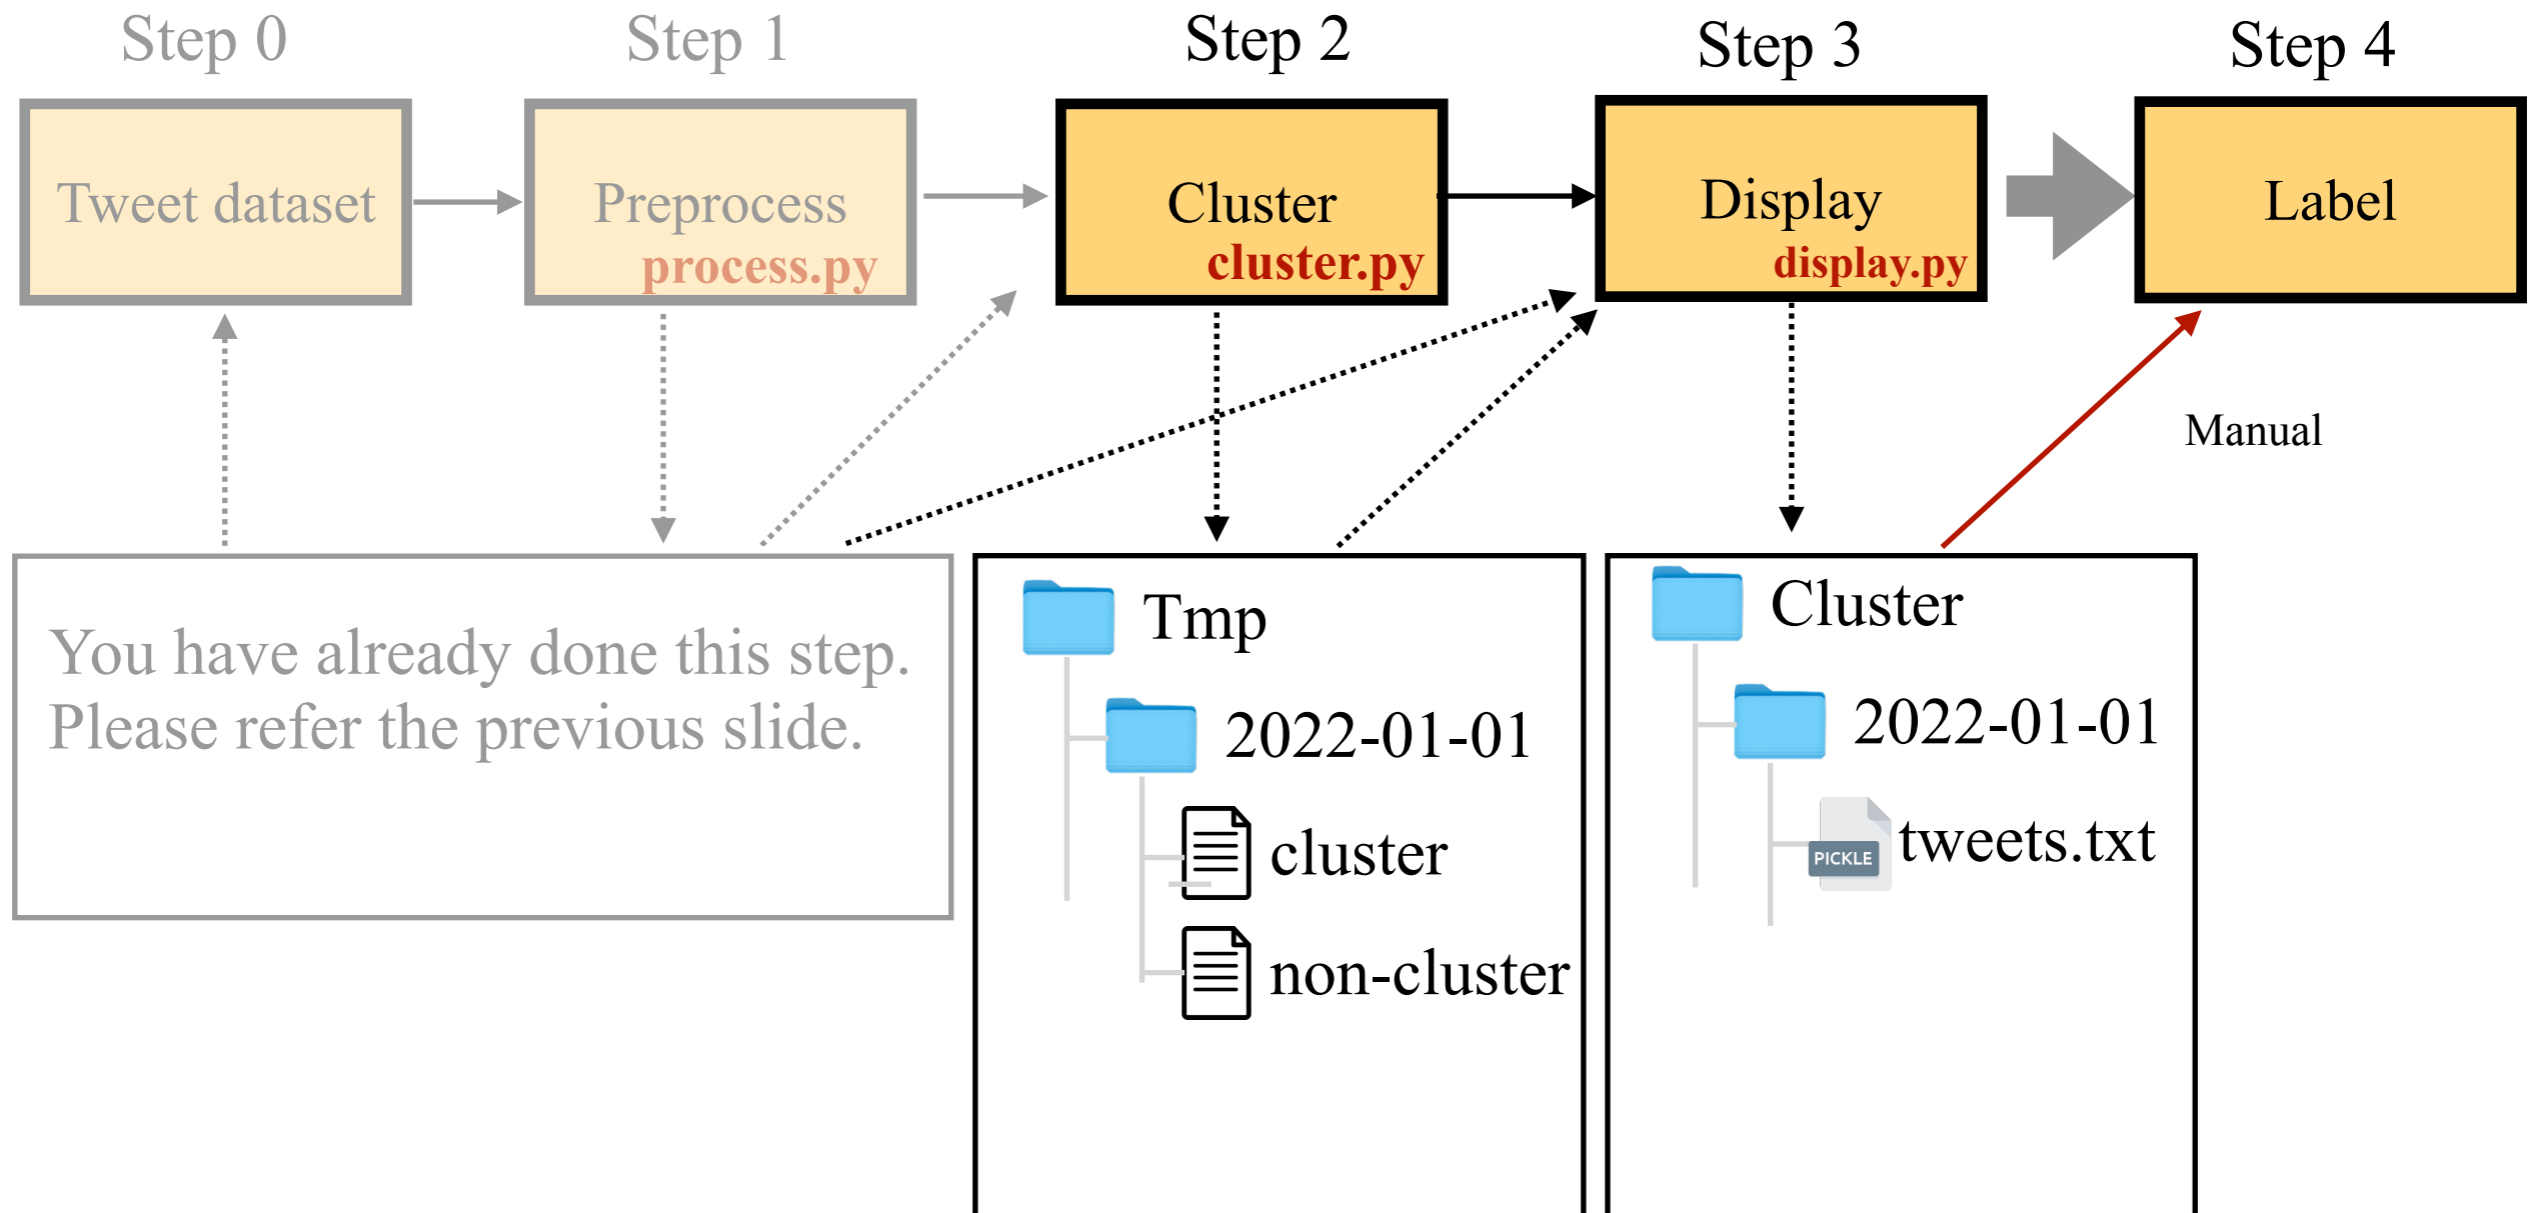 Step 0
Step 1
Step 2
Step 3
Step 4
Tweet dataset
Preprocess
process.py
Cluster
cluster.py
Display
display.py
Label
Manual
You have already done this step.
Please refer the previous slide.
Tmp
2022-01-01
cluster
non-cluster
Cluster
2022-01-01
PICKLE
tweets.txt